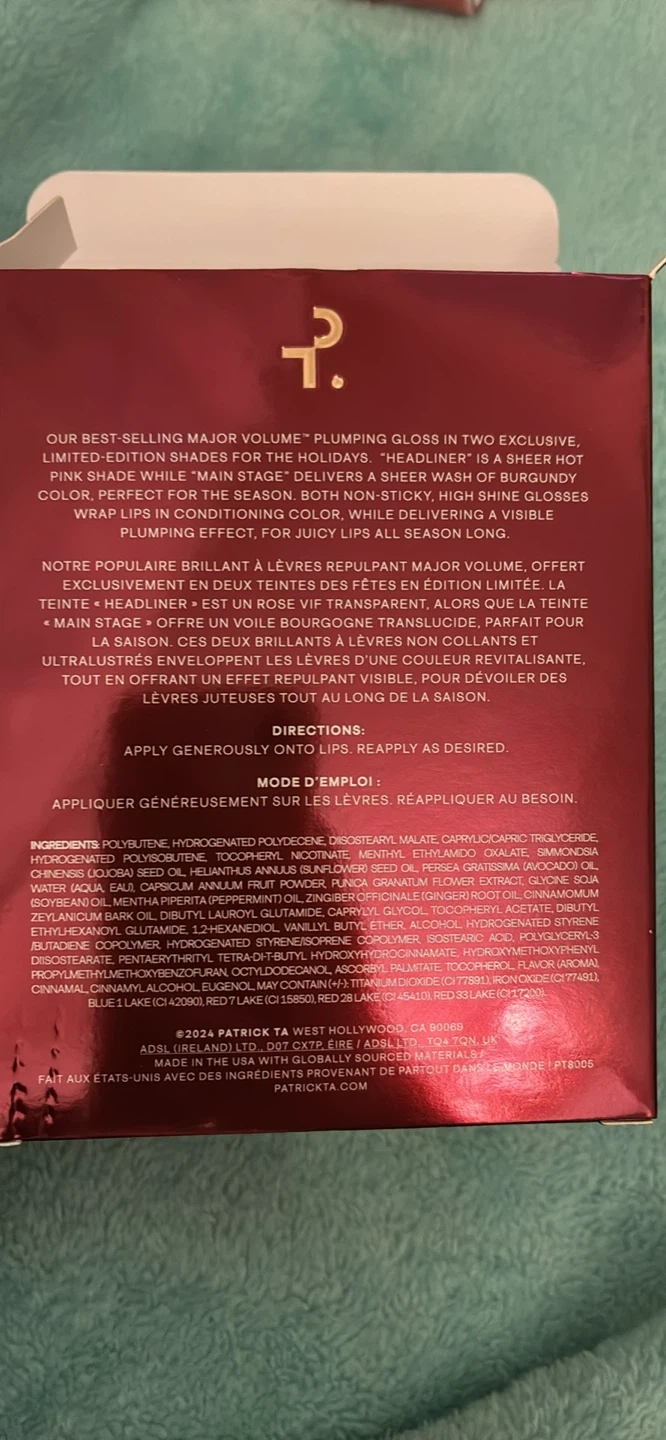 P.
OUR BEST-SELLING MAJOR VOLUME™ PLUMPING GLOSS IN TWO EXCLUSIVE,
LIMITED-EDITION SHADES FOR THE HOLIDAYS. “HEADLINER” IS A SHEER HOT
PINK SHADE WHILE “MAIN STAGE” DELIVERS A SHEER WASH OF BURGUNDY
COLOR, PERFECT FOR THE SEASON. BOTH NON-STICKY, HIGH SHINE GLOSSES
WRAP LIPS IN CONDITIONING COLOR, WHILE DELIVERING A VISIBLE
PLUMPING EFFECT, FOR JUICY LIPS ALL SEASON LONG.
NOTRE POPULAIRE BRILLANT À LÈVRES REPULPANT MAJOR VOLUME, OFFERT
EXCLUSIVEMENT EN DEUX TEINTES DES FÊTES EN ÉDITION LIMITÉE. LA
TEINTE « HEADLINER » EST UN ROSE VIF TRANSPARENT, ALORS QUE LA TEINTE
« MAIN STAGE » OFFRE UN VOILE BOURGOGNE TRANSLUCIDE, PARFAIT POUR
LA SAISON. CES DEUX BRILLANTS À LÈVRES NON COLLANTS ET
ULTRALUSTRÉS ENVELOPPENT LES LÈVRES D’UNE COULEUR REVITALISANTE,
TOUT EN OFFRANT UN EFFET REPULPANT VISIBLE, POUR DÉVOILER DES
LÈVRES JUTEUSES TOUT AU LONG DE LA SAISON.
DIRECTIONS:
APPLY GENEROUSLY ONTO LIPS. REAPPLY AS DESIRED.
MODE D’EMPLOI :
APPLIQUER GÉNÉREUSEMENT SUR LES LÈVRES. RÉAPPLIQUER AU BESOIN.
INGREDIENTS: POLYBUTENE, HYDROGENATED POLYDECENE, DIISOSTEARYL MALATE, CAPRYLIC/CAPRIC TRIGLYCERIDE,
HYDROGENATED POLYISOBUTENE, TOCOPHERYL NICOTINATE, MENTHYL ETHYLAMIDO OXALATE, SIMMONDSIA
CHINENSIS (JOJOBA) SEED OIL, HELIANTHUS ANNUUS (SUNFLOWER) SEED OIL, PERSEA GRATISSIMA (AVOCADO) OIL,
WATER (AQUA, EAU), CAPSICUM ANNUUM FRUIT POWDER, PUNICA GRANATUM FLOWER EXTRACT, GLYCINE SOJA
(SOYBEAN) OIL, MENTHA PIPERITA (PEPPERMINT) OIL, ZINGIBER OFFICINALE (GINGER) ROOT OIL, CINNAMOMUM
ZEYLANICUM BARK OIL, DIBUTYL LAUROYL GLUTAMIDE, CAPRYLYL GLYCOL, TOCOPHERYL ACETATE, DIBUTYL
ETHYLHEXANOYL GLUTAMIDE, 1,2-HEXANEDIOL, VANILLYL BUTYL ETHER, ALCOHOL, HYDROGENATED STYRENE
/BUTADIENE COPOLYMER, HYDROGENATED STYRENE/ISOPRENE COPOLYMER, ISOSTEARIC ACID, POLYGLYCERYL-3
DIISOSTEARATE, PENTAERYTHRITYL TETRA-DI-T-BUTYL HYDROXYHYDROCINNAMATE, HYDROXYMETHOXYPHENYL
PROPYLMETHYLMETHOXYBENZOFURAN, OCTYLDODECANOL, ASCORBYL PALMITATE, TOCOPHEROL, FLAVOR (AROMA),
CINNAMAL, CINNAMYL ALCOHOL, EUGENOL, MAY CONTAIN (+/-): TITANIUM DIOXIDE (CI 77891), IRON OXIDE (CI 77491),
BLUE 1 LAKE (CI 42090), RED 7 LAKE (CI 15850), RED 28 LAKE (CI 45410), RED 33 LAKE (CI 17200).
©2024 PATRICK TA WEST HOLLYWOOD, CA 90069
ADSL (IRELAND) LTD., D07 CX7P, ÉIRE / ADSL LTD., TQ4 7QN, UK
MADE IN THE USA WITH GLOBALLY SOURCED MATERIALS /
FAIT AUX ÉTATS-UNIS AVEC DES INGRÉDIENTS PROVENANT DE PARTOUT DANS LE MONDE | PT8005
PATRICKTA.COM